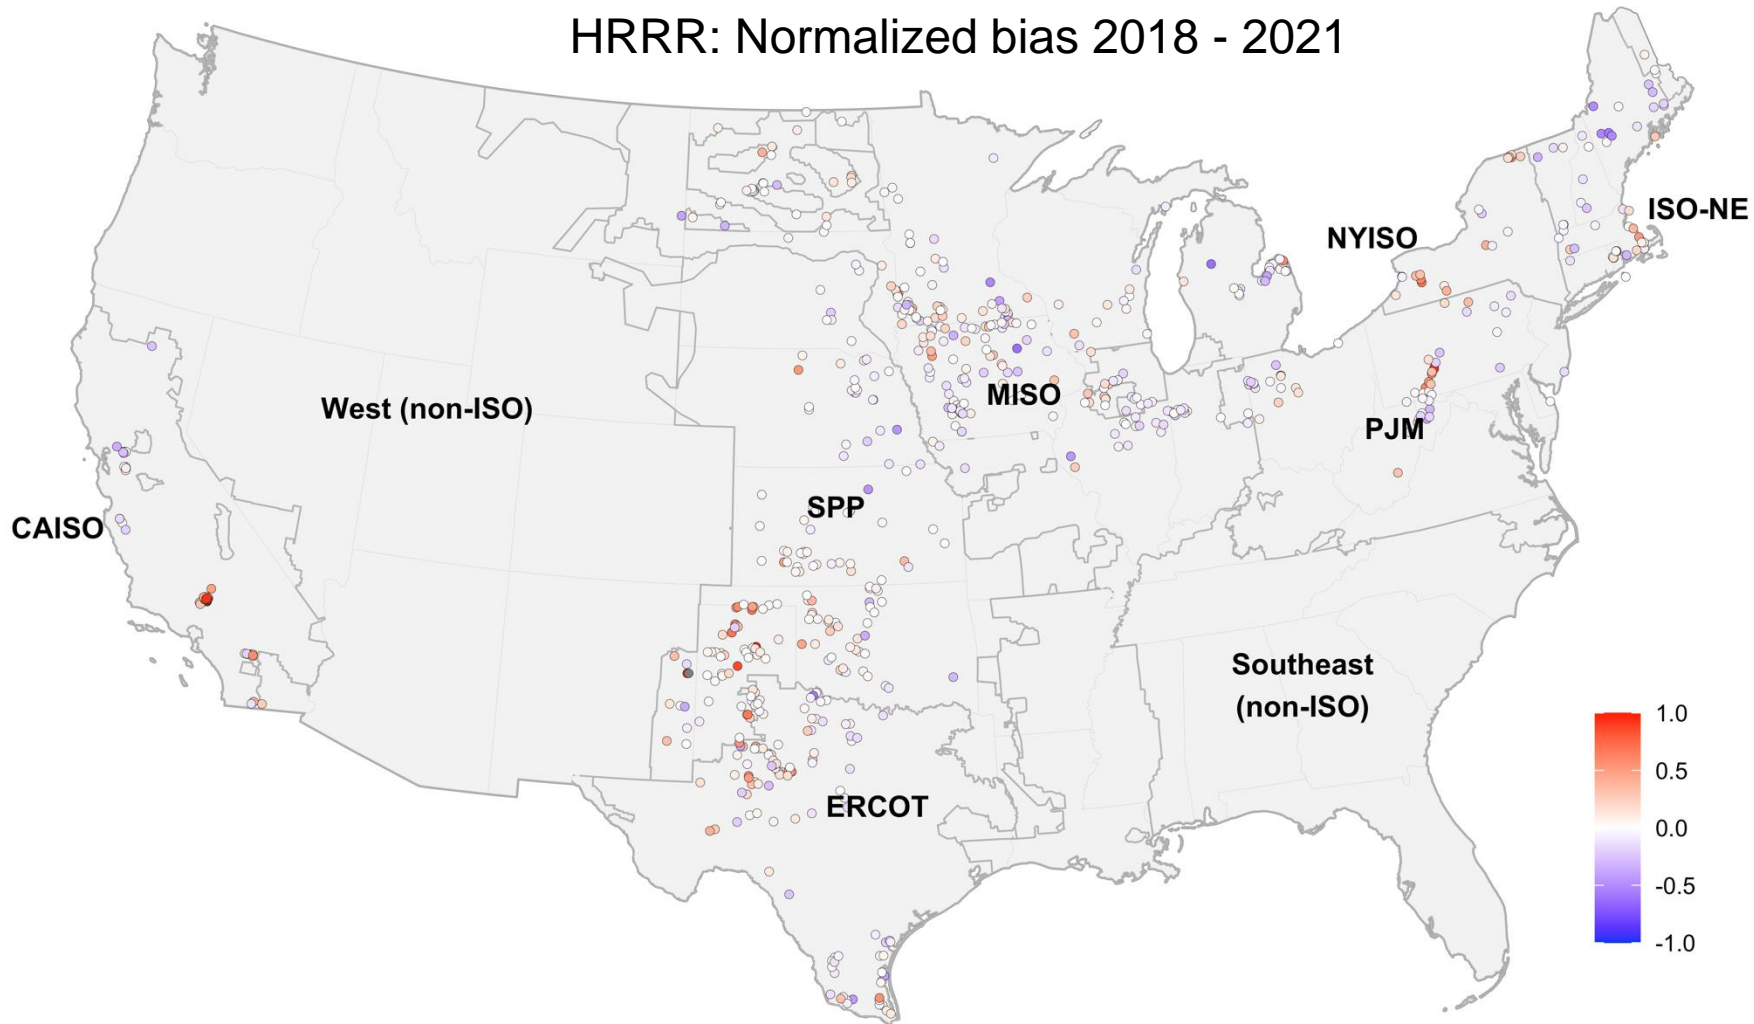 HRRR: Normalized bias 2018 - 2021
ISO-NE
NYISO
MISO
West (non-ISO)
PJM
SPP
CAISO
Southeast
(non-ISO)
ERCOT
1.0
0.5
0.0
-0.5
-1.0